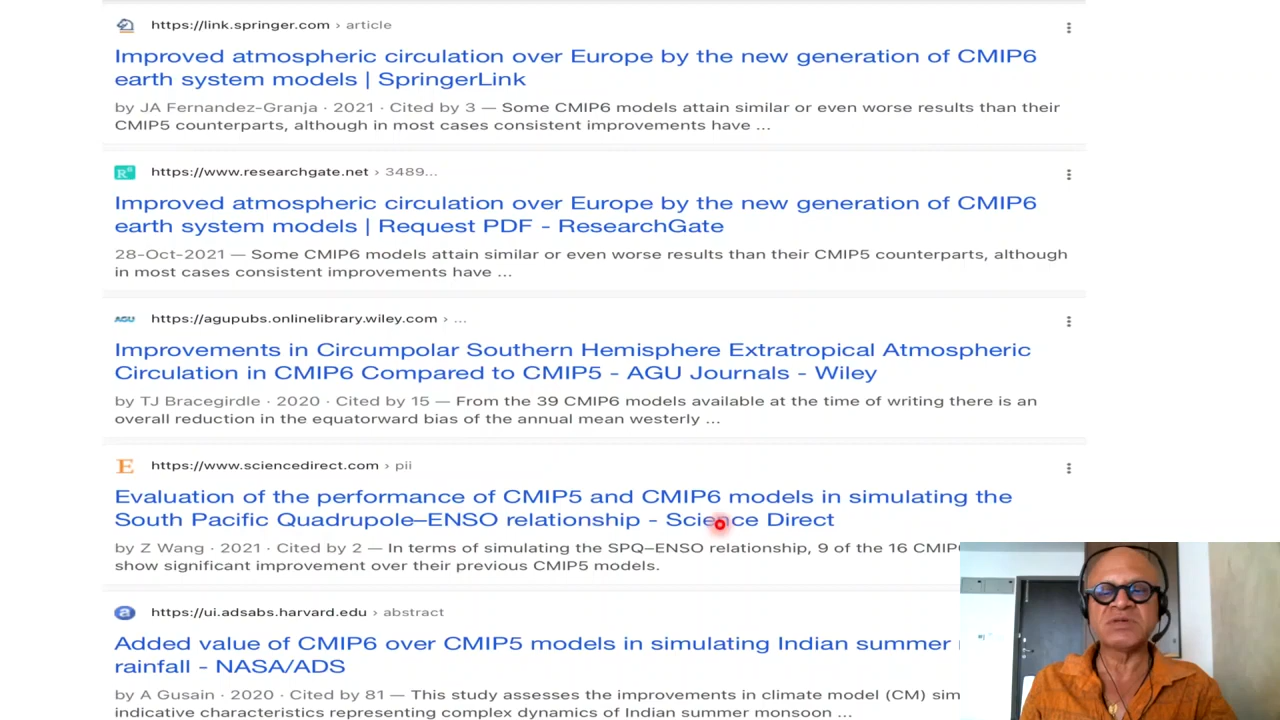 https://link.springer.com › article
Improved atmospheric circulation over Europe by the new generation of CMIP6
earth system models | SpringerLink
by JA Fernandez-Granja · 2021 · Cited by 3 — Some CMIP6 models attain similar or even worse results than their
CMIP5 counterparts, although in most cases consistent improvements have ...
https://www.researchgate.net › 3489...
Improved atmospheric circulation over Europe by the new generation of CMIP6
earth system models | Request PDF - ResearchGate
28-Oct-2021 — Some CMIP6 models attain similar or even worse results than their CMIP5 counterparts, although
in most cases consistent improvements have ...
https://agupubs.onlinelibrary.wiley.com › ...
Improvements in Circumpolar Southern Hemisphere Extratropical Atmospheric
Circulation in CMIP6 Compared to CMIP5 - AGU Journals - Wiley
by TJ Bracegirdle · 2020 · Cited by 15 — From the 39 CMIP6 models available at the time of writing there is an
overall reduction in the equatorward bias of the annual mean westerly ...
https://www.sciencedirect.com › pii
Evaluation of the performance of CMIP5 and CMIP6 models in simulating the
South Pacific Quadrupole–ENSO relationship - Science Direct
by Z Wang · 2021 · Cited by 2 — In terms of simulating the SPQ–ENSO relationship, 9 of the 16 CMIP
show significant improvement over their previous CMIP5 models.
https://ui.adsabs.harvard.edu › abstract
Added value of CMIP6 over CMIP5 models in simulating Indian summer
rainfall - NASA/ADS
by A Gusain · 2020 · Cited by 81 — This study assesses the improvements in climate model (CM) sim
indicative characteristics representing complex dynamics of Indian summer monsoon ...